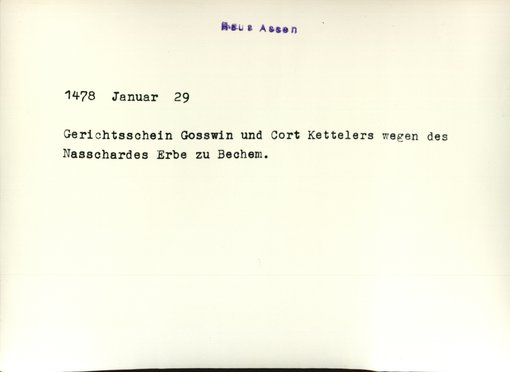 Haus Assen
1478 Januar 29
Gerichtsschein Gosswin und Cort Kettelers wegen des
Nasschardes Erbe zu Bechem.